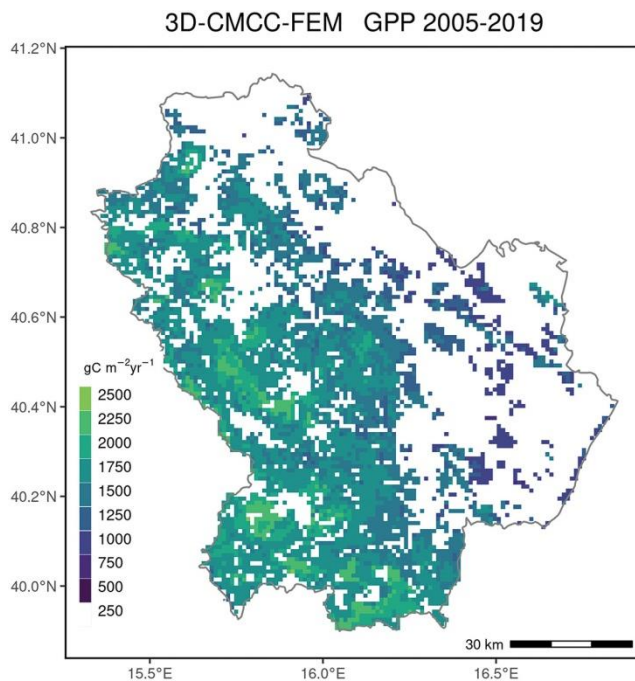 3D-CMCC-FEM GPP 2005-2019
41.2°N
41.0°N
40.8°N
40.6°N
40.4°N
40.2°N
40.0°N
gC m⁻²yr⁻¹
2500
2250
2000
1750
1500
1250
1000
750
500
250
30 km
15.5°E
16.0°E
16.5°E